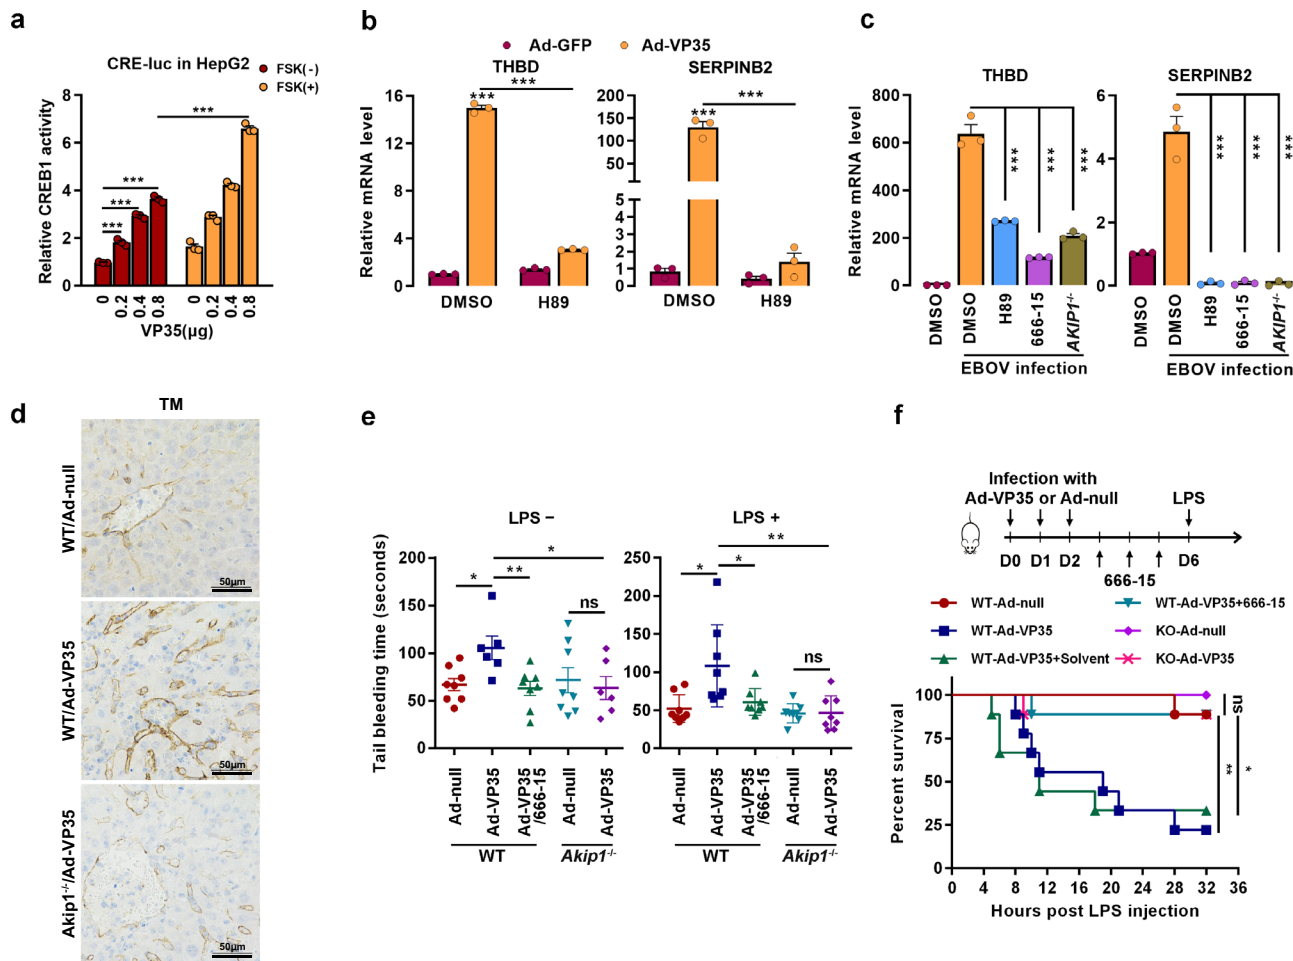 a
CRE-luc in HepG2
FSK(-)
FSK(+)
Relative CREB1 activity
8
6
4
2
0
***
***
***
***
0
0.2
0.4
0.8
0
0.2
0.4
0.8
VP35(μg)
b
Ad-GFP
Ad-VP35
THBD
SERPINB2
Relative mRNA level
16
12
8
4
0
***
***
DMSO
H89
200
150
100
50
5
4
3
2
1
0
***
***
DMSO
H89
c
THBD
SERPINB2
Relative mRNA level
800
600
400
200
0
***
***
***
DMSO
DMSO
H89
666-15
AKIP1-/-
EBOV infection
6
4
2
0
***
***
***
DMSO
DMSO
H89
666-15
AKIP1-/-
EBOV infection
d
TM
WT/Ad-null
50μm
WT/Ad-VP35
50μm
Akip1-/-/Ad-VP35
50μm
e
LPS −
LPS +
Tail bleeding time (seconds)
200
150
100
50
0
*
**
*
ns
Ad-null
Ad-VP35
Ad-VP35
/666-15
Ad-null
Ad-VP35
WT
Akip1-/-
250
200
150
100
50
0
*
*
**
ns
Ad-null
Ad-VP35
Ad-VP35
/666-15
Ad-null
Ad-VP35
WT
Akip1-/-
f
Infection with
Ad-VP35 or Ad-null
LPS
D0 D1 D2
D6
666-15
WT-Ad-null
WT-Ad-VP35
WT-Ad-VP35+Solvent
WT-Ad-VP35+666-15
KO-Ad-null
KO-Ad-VP35
Percent survival
100
75
50
25
0
ns
**
*
0 4 8 12 16 20 24 28 32 36
Hours post LPS injection